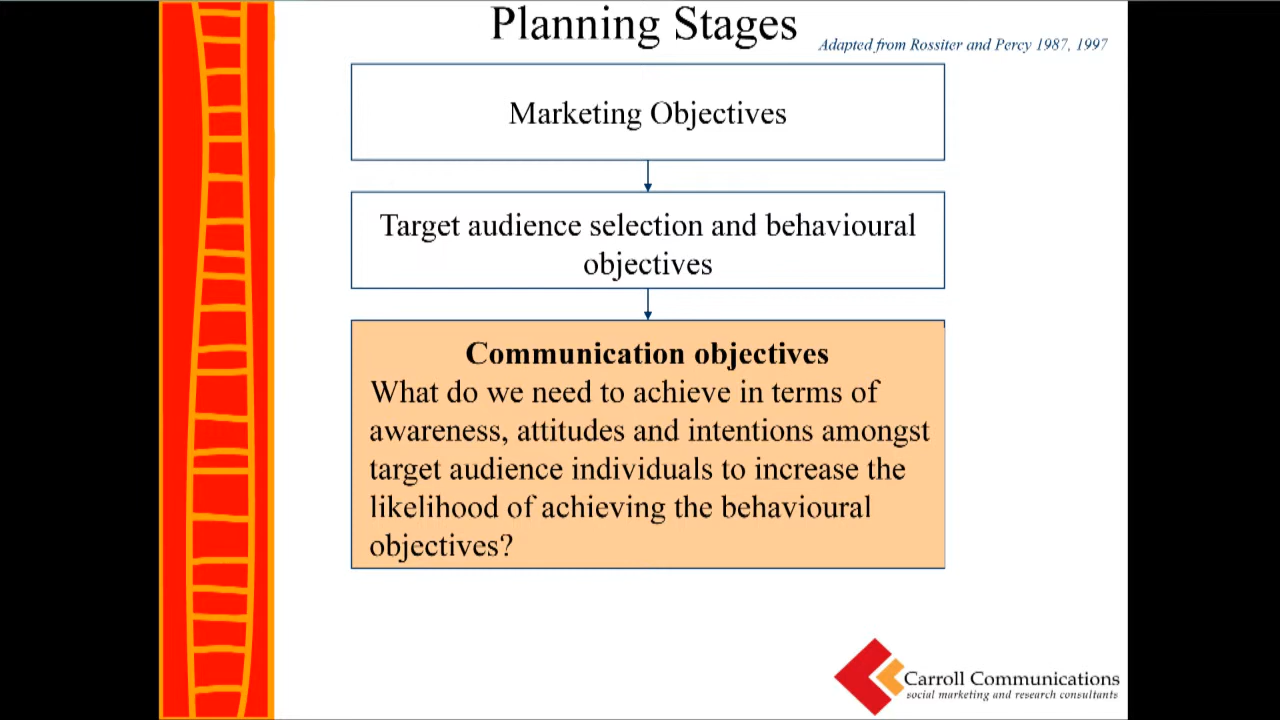 Planning Stages
Adapted from Rossiter and Percy 1987, 1997
Marketing Objectives
Target audience selection and behavioural
objectives
Communication objectives
What do we need to achieve in terms of
awareness, attitudes and intentions amongst
target audience individuals to increase the
likelihood of achieving the behavioural
objectives?
Carroll Communications
social marketing and research consultants